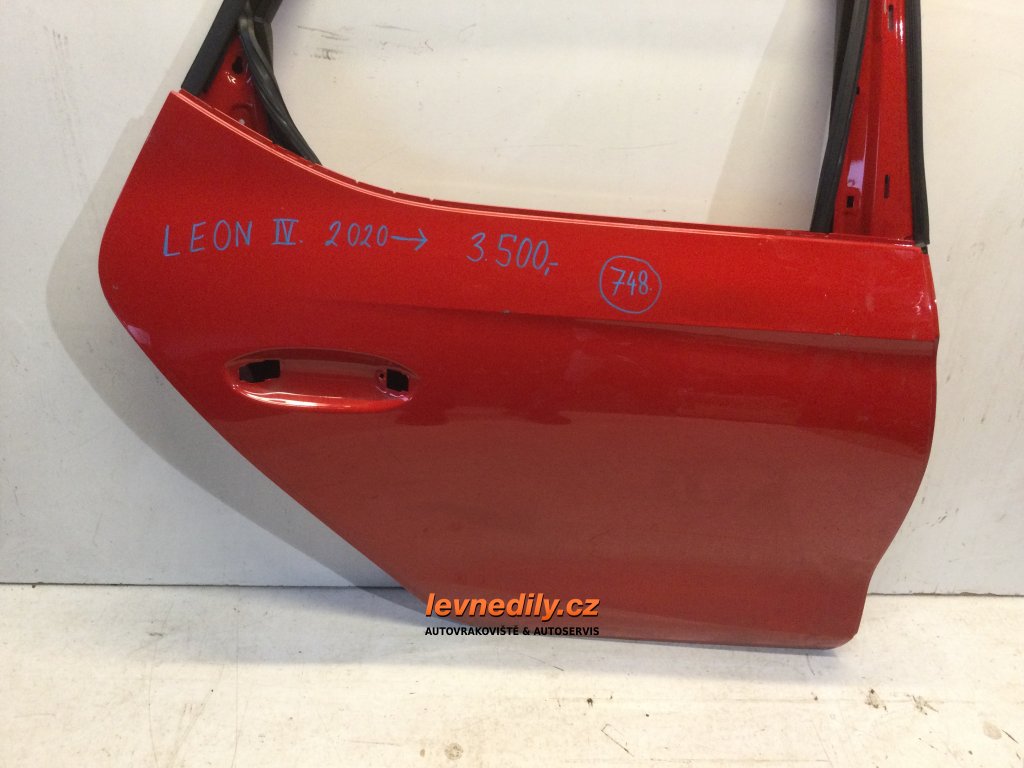 LEON IV. 2020→ 3.500,- 748.
levnedily.cz
AUTOVRAKOVIŠTĚ & AUTOSERVIS